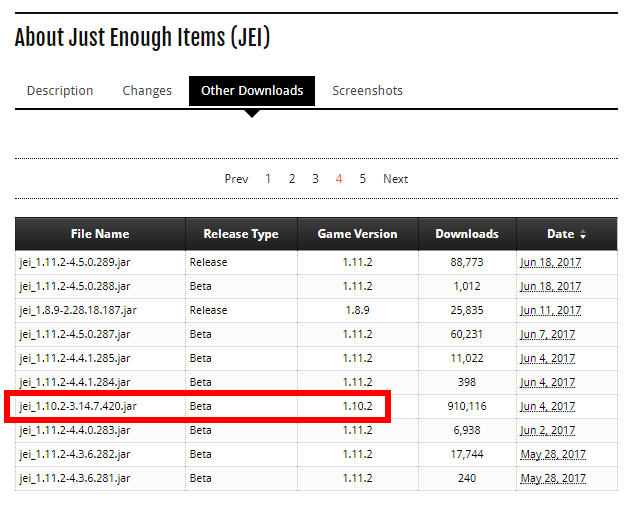 About Just Enough Items (JEI)
Description Changes Other Downloads Screenshots
Prev 1 2 3 4 5 Next
File Name Release Type Game Version Downloads Date
jei_1.11.2-4.5.0.289.jar Release 1.11.2 88,773 Jun 18, 2017
jei_1.11.2-4.5.0.288.jar Beta 1.11.2 1,012 Jun 18, 2017
jei_1.8.9-2.28.18.187.jar Release 1.8.9 25,835 Jun 11, 2017
jei_1.11.2-4.5.0.287.jar Beta 1.11.2 60,231 Jun 7, 2017
jei_1.11.2-4.4.1.285.jar Beta 1.11.2 11,022 Jun 4, 2017
jei_1.11.2-4.4.1.284.jar Beta 1.11.2 398 Jun 4, 2017
jei_1.10.2-3.14.7.420.jar Beta 1.10.2 910,116 Jun 4, 2017
jei_1.11.2-4.4.0.283.jar Beta 1.11.2 6,938 Jun 2, 2017
jei_1.11.2-4.3.6.282.jar Beta 1.11.2 17,744 May 28, 2017
jei_1.11.2-4.3.6.281.jar Beta 1.11.2 240 May 28, 2017